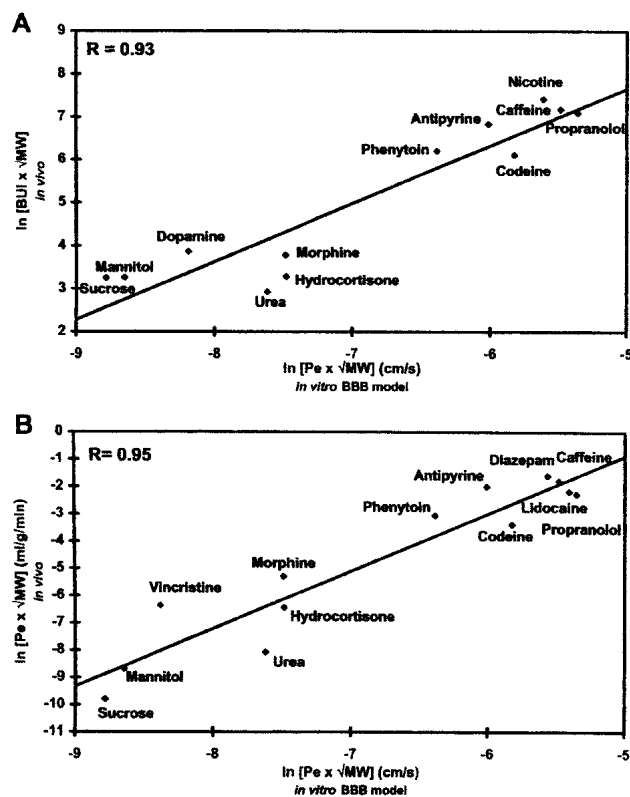 A
R = 0.93
ln [BUI x √MW]
in vivo
9
8
7
6
5
4
3
2
Nicotine
Caffeine
Antipyrine
Propranolol
Phenytoin
Codeine
Dopamine
Morphine
Mannitol
Hydrocortisone
Sucrose
Urea
-9
-8
-7
-6
-5
ln [Pe x √MW] (cm/s)
in vitro BBB model
B
R= 0.95
ln [Pe x √MW] (ml/g/min)
in vivo
0
-1
-2
-3
-4
-5
-6
-7
-8
-9
-10
-11
Diazepam
Caffeine
Antipyrine
Lidocaine
Phenytoin
Codeine
Propranolol
Morphine
Vincristine
Hydrocortisone
Urea
Mannitol
Sucrose
-9
-8
-7
-6
-5
ln [Pe x √MW] (cm/s)
in vitro BBB model